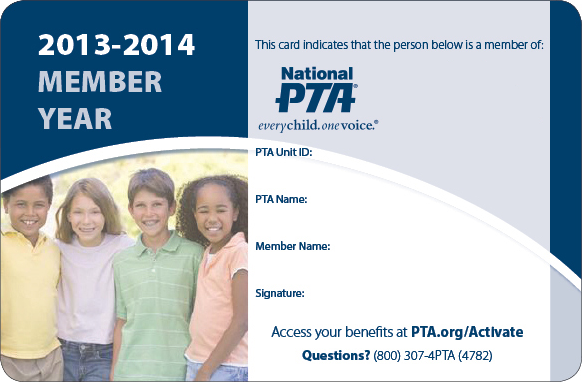 2013-2014
MEMBER
YEAR
This card indicates that the person below is a member of:
National
PTA®
everychild.onevoice.®
PTA Unit ID:
PTA Name:
Member Name:
Signature:
Access your benefits at PTA.org/Activate
Questions? (800) 307-4PTA (4782)